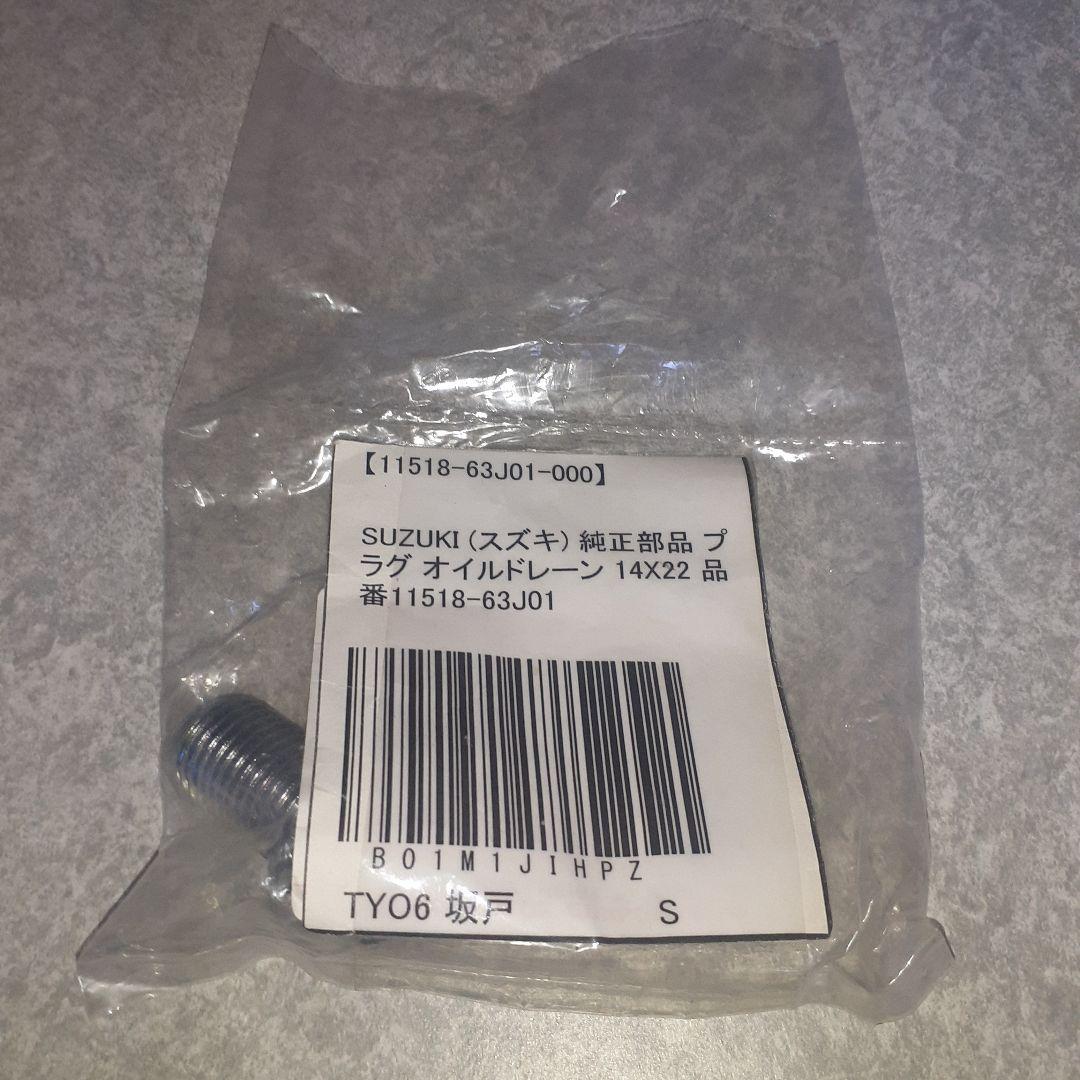 【11518-63J01-000】
SUZUKI (スズキ) 純正部品 プ
ラグ オイルドレーン 14X22 品
番11518-63J01
B01M1JIHPZ
TYO6 坂戸 S